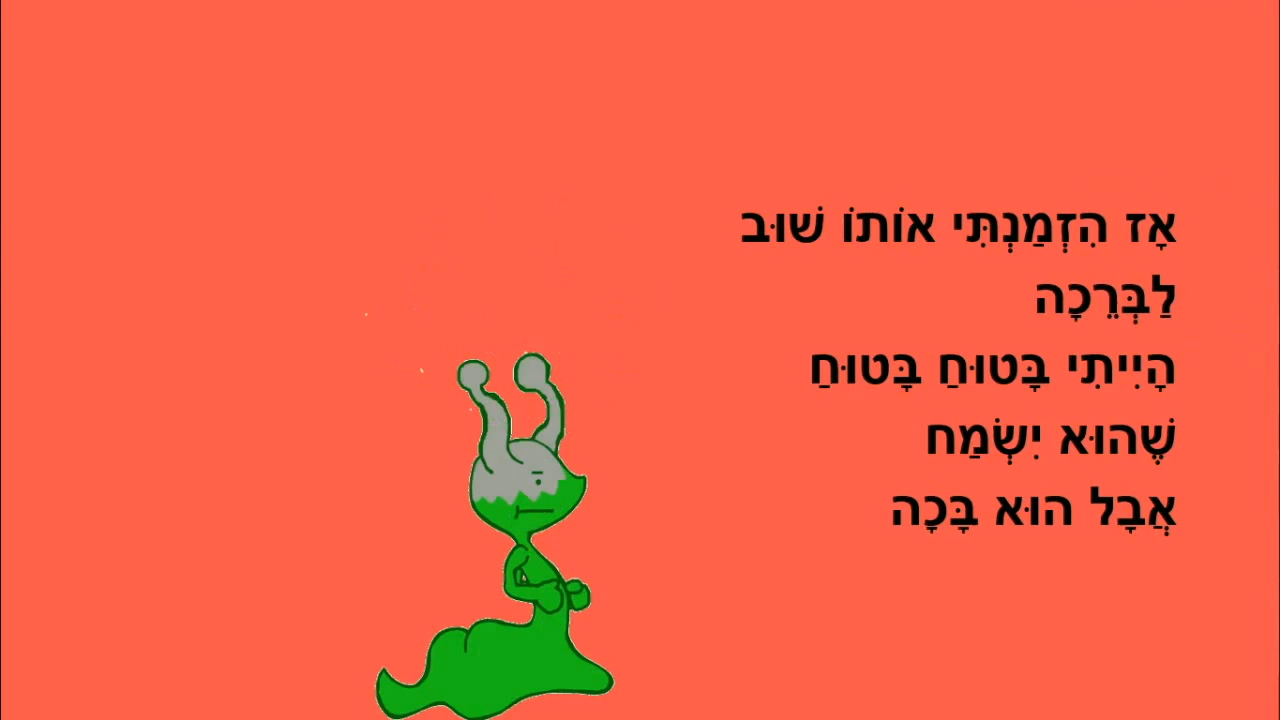 אָז הִזְמַנְתִּי אוֹתוֹ שׁוּב
לַבְּרֵכָה
הָיִיתִי בָּטוּחַ בָּטוּחַ
שֶׁהוּא יִשְׂמַח
אֲבָל הוּא בָּכָה